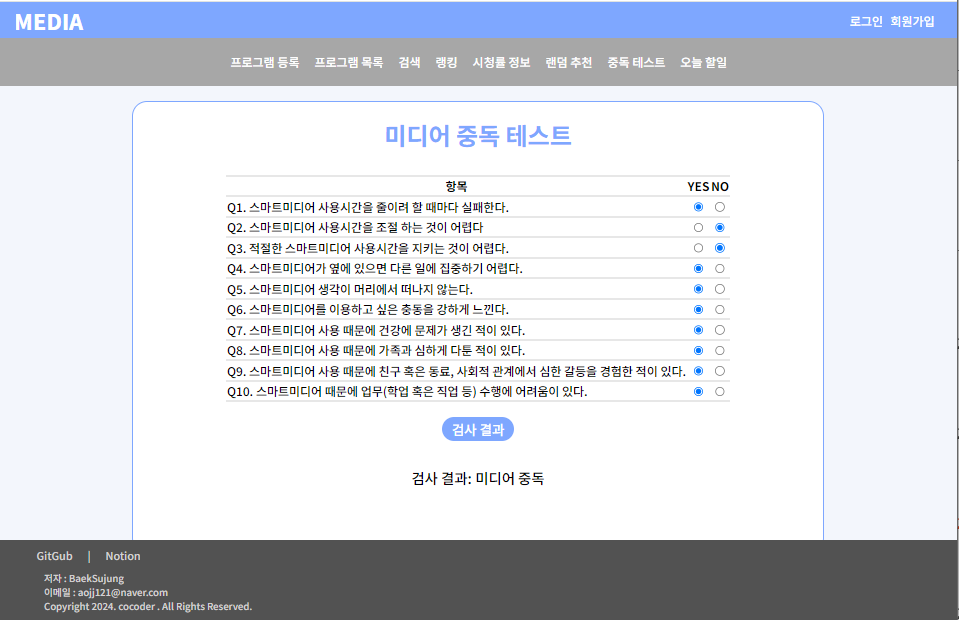 MEDIA
로그인 회원가입
프로그램 등록 프로그램 목록 검색 랭킹 시청률 정보 랜덤 추천 중독 테스트 오늘 할일
미디어 중독 테스트
항목 YES NO
Q1. 스마트미디어 사용시간을 줄이려 할 때마다 실패한다.
Q2. 스마트미디어 사용시간을 조절 하는 것이 어렵다
Q3. 적절한 스마트미디어 사용시간을 지키는 것이 어렵다.
Q4. 스마트미디어가 옆에 있으면 다른 일에 집중하기 어렵다.
Q5. 스마트미디어 생각이 머리에서 떠나지 않는다.
Q6. 스마트미디어를 이용하고 싶은 충동을 강하게 느낀다.
Q7. 스마트미디어 사용 때문에 건강에 문제가 생긴 적이 있다.
Q8. 스마트미디어 사용 때문에 가족과 심하게 다툰 적이 있다.
Q9. 스마트미디어 사용 때문에 친구 혹은 동료, 사회적 관계에서 심한 갈등을 경험한 적이 있다.
Q10. 스마트미디어 때문에 업무(학업 혹은 직업 등) 수행에 어려움이 있다.
검사 결과
검사 결과: 미디어 중독
GitGub | Notion
저자 : BaekSujung
이메일 : aojj121@naver.com
Copyright 2024. cocoder . All Rights Reserved.